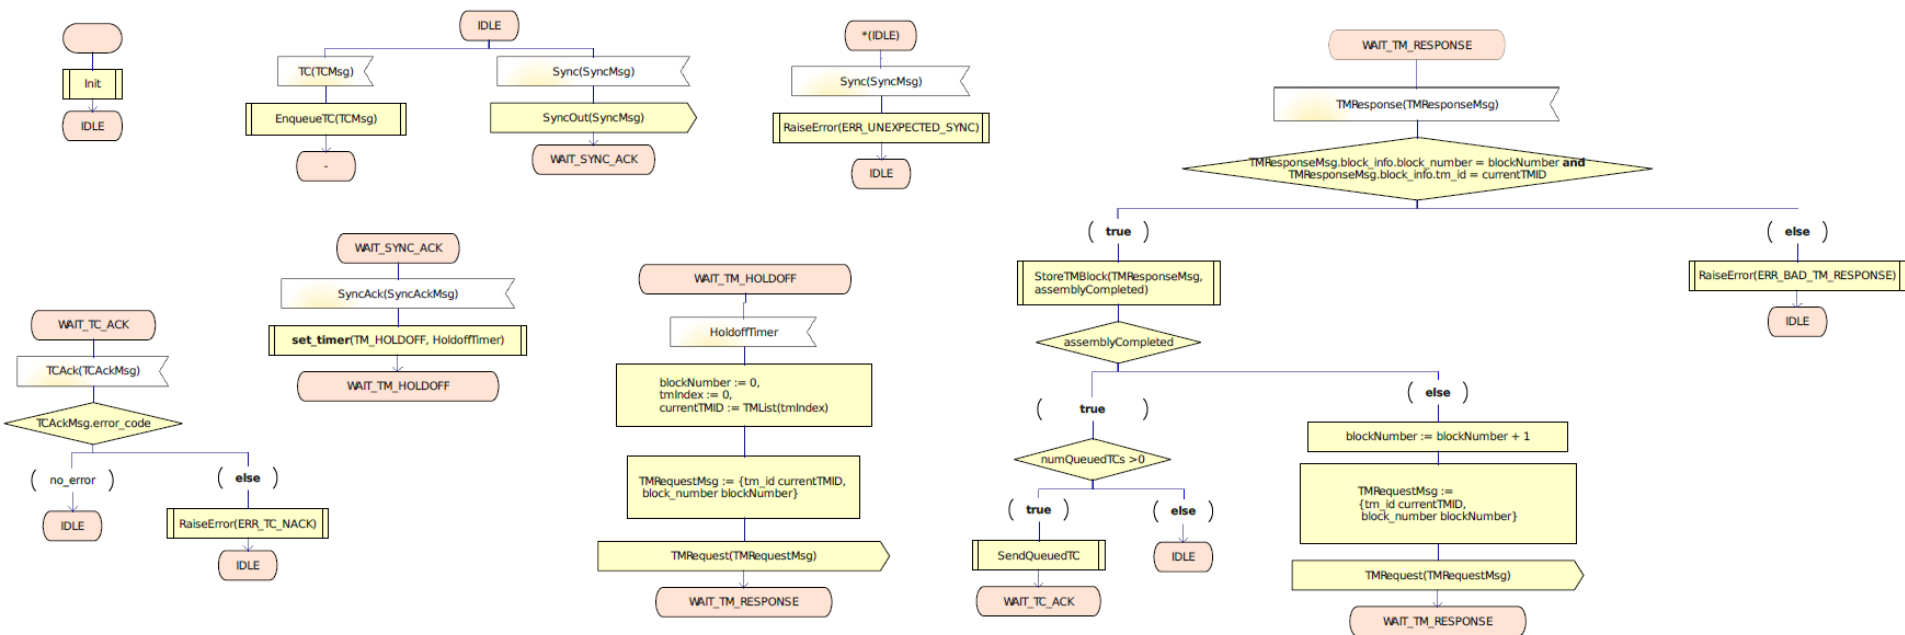 Init
IDLE
IDLE
TC(TCMsg)
EnqueueTC(TCMsg)
-
Sync(SyncMsg)
SyncOut(SyncMsg)
WAIT_SYNC_ACK
*(IDLE)
Sync(SyncMsg)
RaiseError(ERR_UNEXPECTED_SYNC)
IDLE
WAIT_TM_RESPONSE
TMResponse(TMResponseMsg)
TMResponseMsg.block_info.block_number = blockNumber and
TMResponseMsg.block_info.tm_id = currentTMID
( true )
StoreTMBlock(TMResponseMsg,
assemblyCompleted)
assemblyCompleted
( true )
numQueuedTCs >0
( true )
SendQueuedTC
WAIT_TC_ACK
( else )
IDLE
( else )
blockNumber := blockNumber + 1
TMRequestMsg :=
{tm_id currentTMID,
block_number blockNumber}
TMRequest(TMRequestMsg)
WAIT_TM_RESPONSE
( else )
RaiseError(ERR_BAD_TM_RESPONSE)
IDLE
WAIT_TC_ACK
TCAck(TCAckMsg)
TCAckMsg.error_code
( no_error )
IDLE
( else )
RaiseError(ERR_TC_NACK)
IDLE
WAIT_SYNC_ACK
SyncAck(SyncAckMsg)
set_timer(TM_HOLDOFF, HoldoffTimer)
WAIT_TM_HOLDOFF
WAIT_TM_HOLDOFF
HoldoffTimer
blockNumber := 0,
tmIndex := 0,
currentTMID := TMList(tmIndex)
TMRequestMsg := {tm_id currentTMID,
block_number blockNumber}
TMRequest(TMRequestMsg)
WAIT_TM_RESPONSE